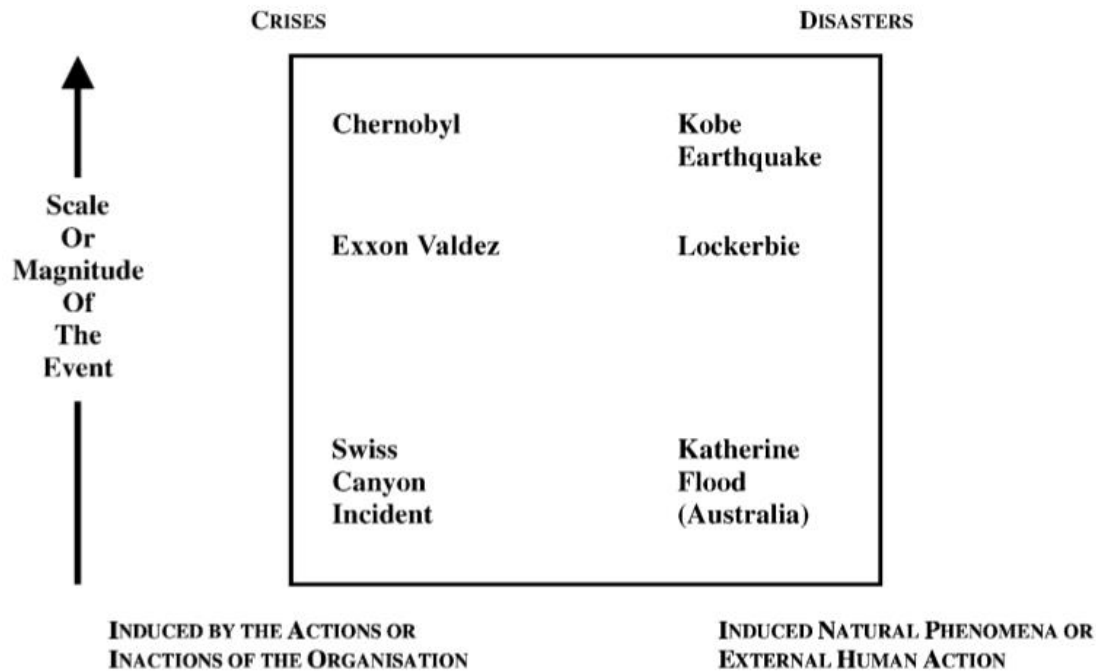 CRISES
DISASTERS
Chernobyl
Kobe
Earthquake
Scale
Or
Magnitude
Of
The
Event
Exxon Valdez
Lockerbie
Swiss
Canyon
Incident
Katherine
Flood
(Australia)
INDUCED BY THE ACTIONS OR
INACTIONS OF THE ORGANISATION
INDUCED NATURAL PHENOMENA OR
EXTERNAL HUMAN ACTION